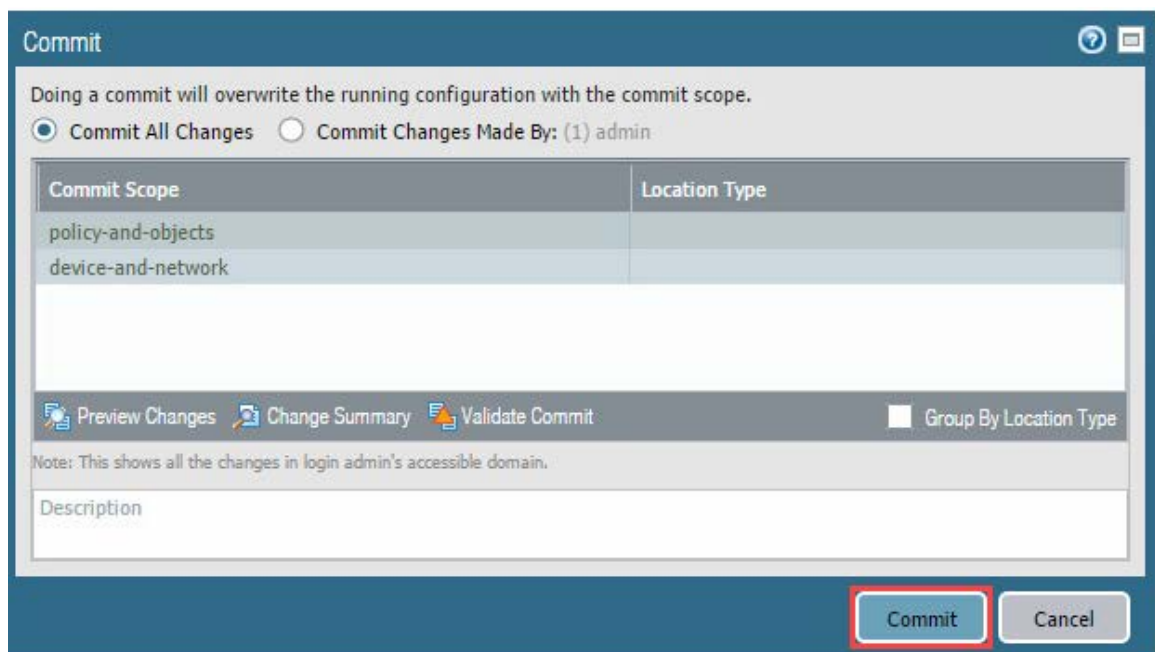 Commit
Doing a commit will overwrite the running configuration with the commit scope.
Commit All Changes Commit Changes Made By: (1) admin
Commit Scope Location Type
policy-and-objects
device-and-network
Preview Changes Change Summary Validate Commit Group By Location Type
Note: This shows all the changes in login admin's accessible domain.
Description
Commit Cancel